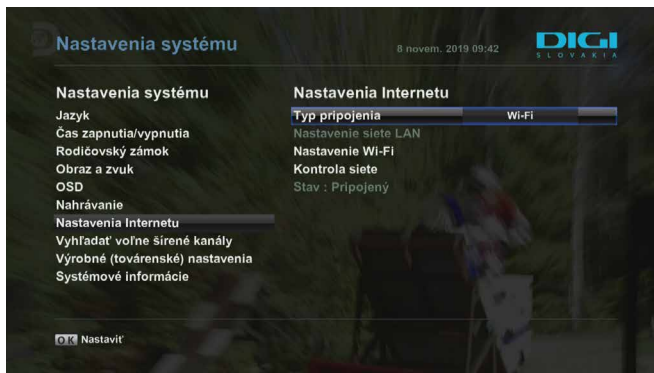 Nastavenia systému
8 novem. 2019 09:42
DIGI
SLOVAKIA
Nastavenia systému
Jazyk
Čas zapnutia/vypnutia
Rodičovský zámok
Obraz a zvuk
OSD
Nahrávanie
Nastavenia Internetu
Vyhľadať voľne šírené kanály
Výrobné (továrenské) nastavenia
Systémové informácie
Nastavenia Internetu
Typ pripojenia Wi-Fi
Nastavenie siete LAN
Nastavenie Wi-Fi
Kontrola siete
Stav : Pripojený
OK Nastaviť